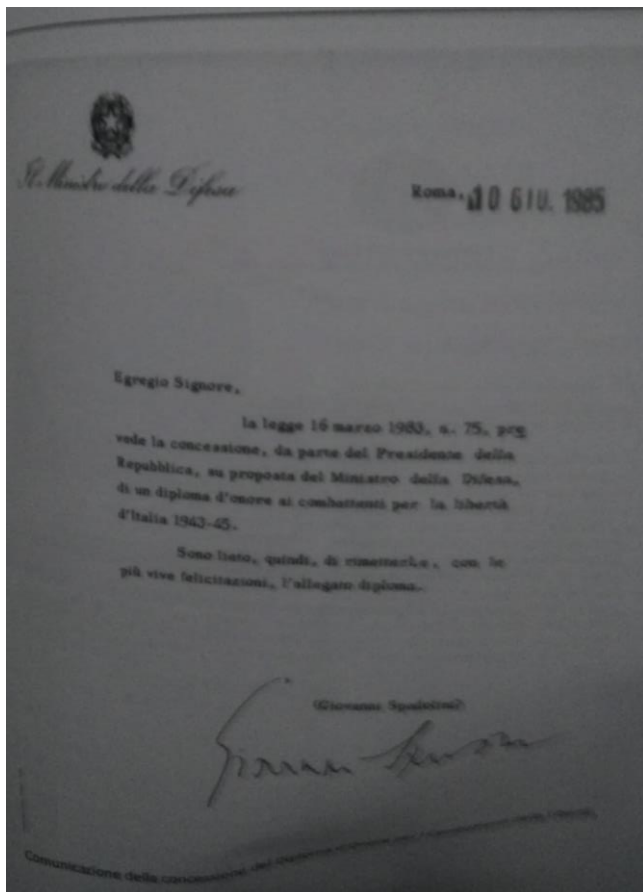 Il Ministro della Difesa
Roma, 10 GIU. 1985
Egregio Signore,
la legge 16 marzo 1983, n. 75, pro
vede la concessione, da parte del Presidente della
Repubblica, su proposta del Ministro della Difesa,
di un diploma d'onore ai combattenti per la libertà
d'Italia 1943-45.
Sono lieto, quindi, di rimetterLe, con le
più vive felicitazioni, l'allegato diploma.
(Giovanni Spadolini)
Comunicazione della concessione del